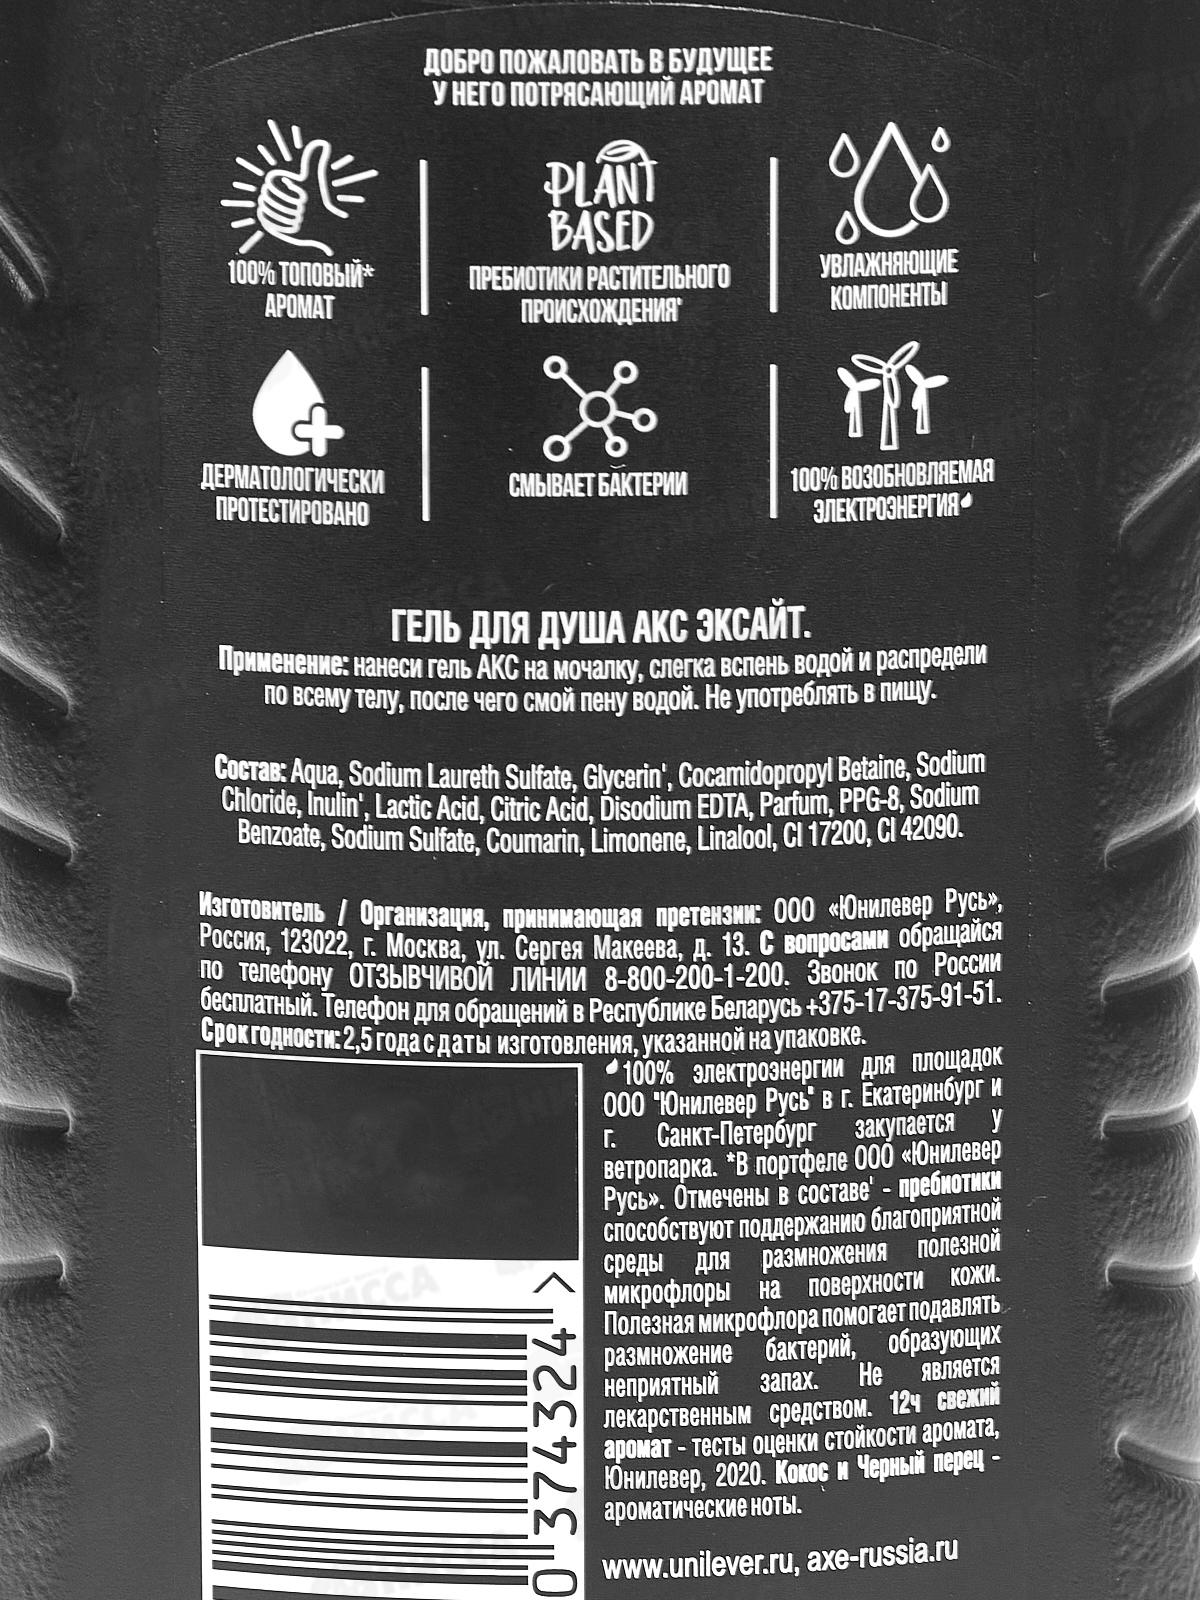 ДОБРО ПОЖАЛОВАТЬ В БУДУЩЕЕ
У НЕГО ПОТРЯСАЮЩИЙ АРОМАТ
100% ТОПОВЫЙ*
АРОМАТ
PLANT
BASED
ПРЕБИОТИКИ РАСТИТЕЛЬНОГО
ПРОИСХОЖДЕНИЯ'
УВЛАЖНЯЮЩИЕ
КОМПОНЕНТЫ
ДЕРМАТОЛОГИЧЕСКИ
ПРОТЕСТИРОВАНО
СМЫВАЕТ БАКТЕРИИ
100% ВОЗОБНОВЛЯЕМАЯ
ЭЛЕКТРОЭНЕРГИЯ
ГЕЛЬ ДЛЯ ДУША АКС ЭКСАЙТ.
Применение: нанеси гель АКС на мочалку, слегка вспень водой и распредели
по всему телу, после чего смой пену водой. Не употреблять в пищу.
Состав: Aqua, Sodium Laureth Sulfate, Glycerin', Cocamidopropyl Betaine, Sodium
Chloride, Inulin', Lactic Acid, Citric Acid, Disodium EDTA, Parfum, PPG-8, Sodium
Benzoate, Sodium Sulfate, Coumarin, Limonene, Linalool, CI 17200, CI 42090.
Изготовитель / Организация, принимающая претензии: ООО «Юнилевер Русь»,
Россия, 123022, г. Москва, ул. Сергея Макеева, д. 13. С вопросами обращайся
по телефону ОТЗЫВЧИВОЙ ЛИНИИ 8-800-200-1-200. Звонок по России
бесплатный. Телефон для обращений в Республике Беларусь +375-17-375-91-51.
Срок годности: 2,5 года с даты изготовления, указанной на упаковке.
100% электроэнергии для площадок
ООО "Юнилевер Русь" в г. Екатеринбург и
г. Санкт-Петербург закупается у
ветропарка. *В портфеле ООО «Юнилевер
Русь». Отмечены в составе' - пребиотики
способствуют поддержанию благоприятной
среды для размножения полезной
микрофлоры на поверхности кожи.
Полезная микрофлора помогает подавлять
размножение бактерий, образующих
неприятный запах. Не является
лекарственным средством. 12ч свежий
аромат - тесты оценки стойкости аромата,
Юнилевер, 2020. Кокос и Черный перец -
ароматические ноты.
www.unilever.ru, axe-russia.ru
0 374324 >